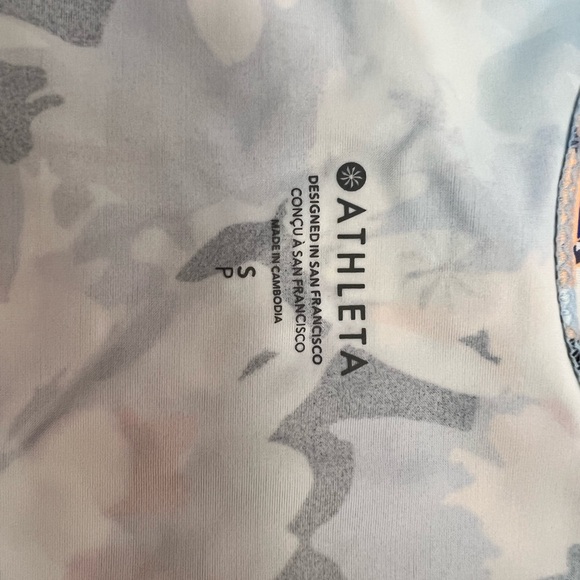 ATHLETA
DESIGNED IN SAN FRANCISCO
CONÇU À SAN FRANCISCO
MADE IN CAMBODIA
S
P